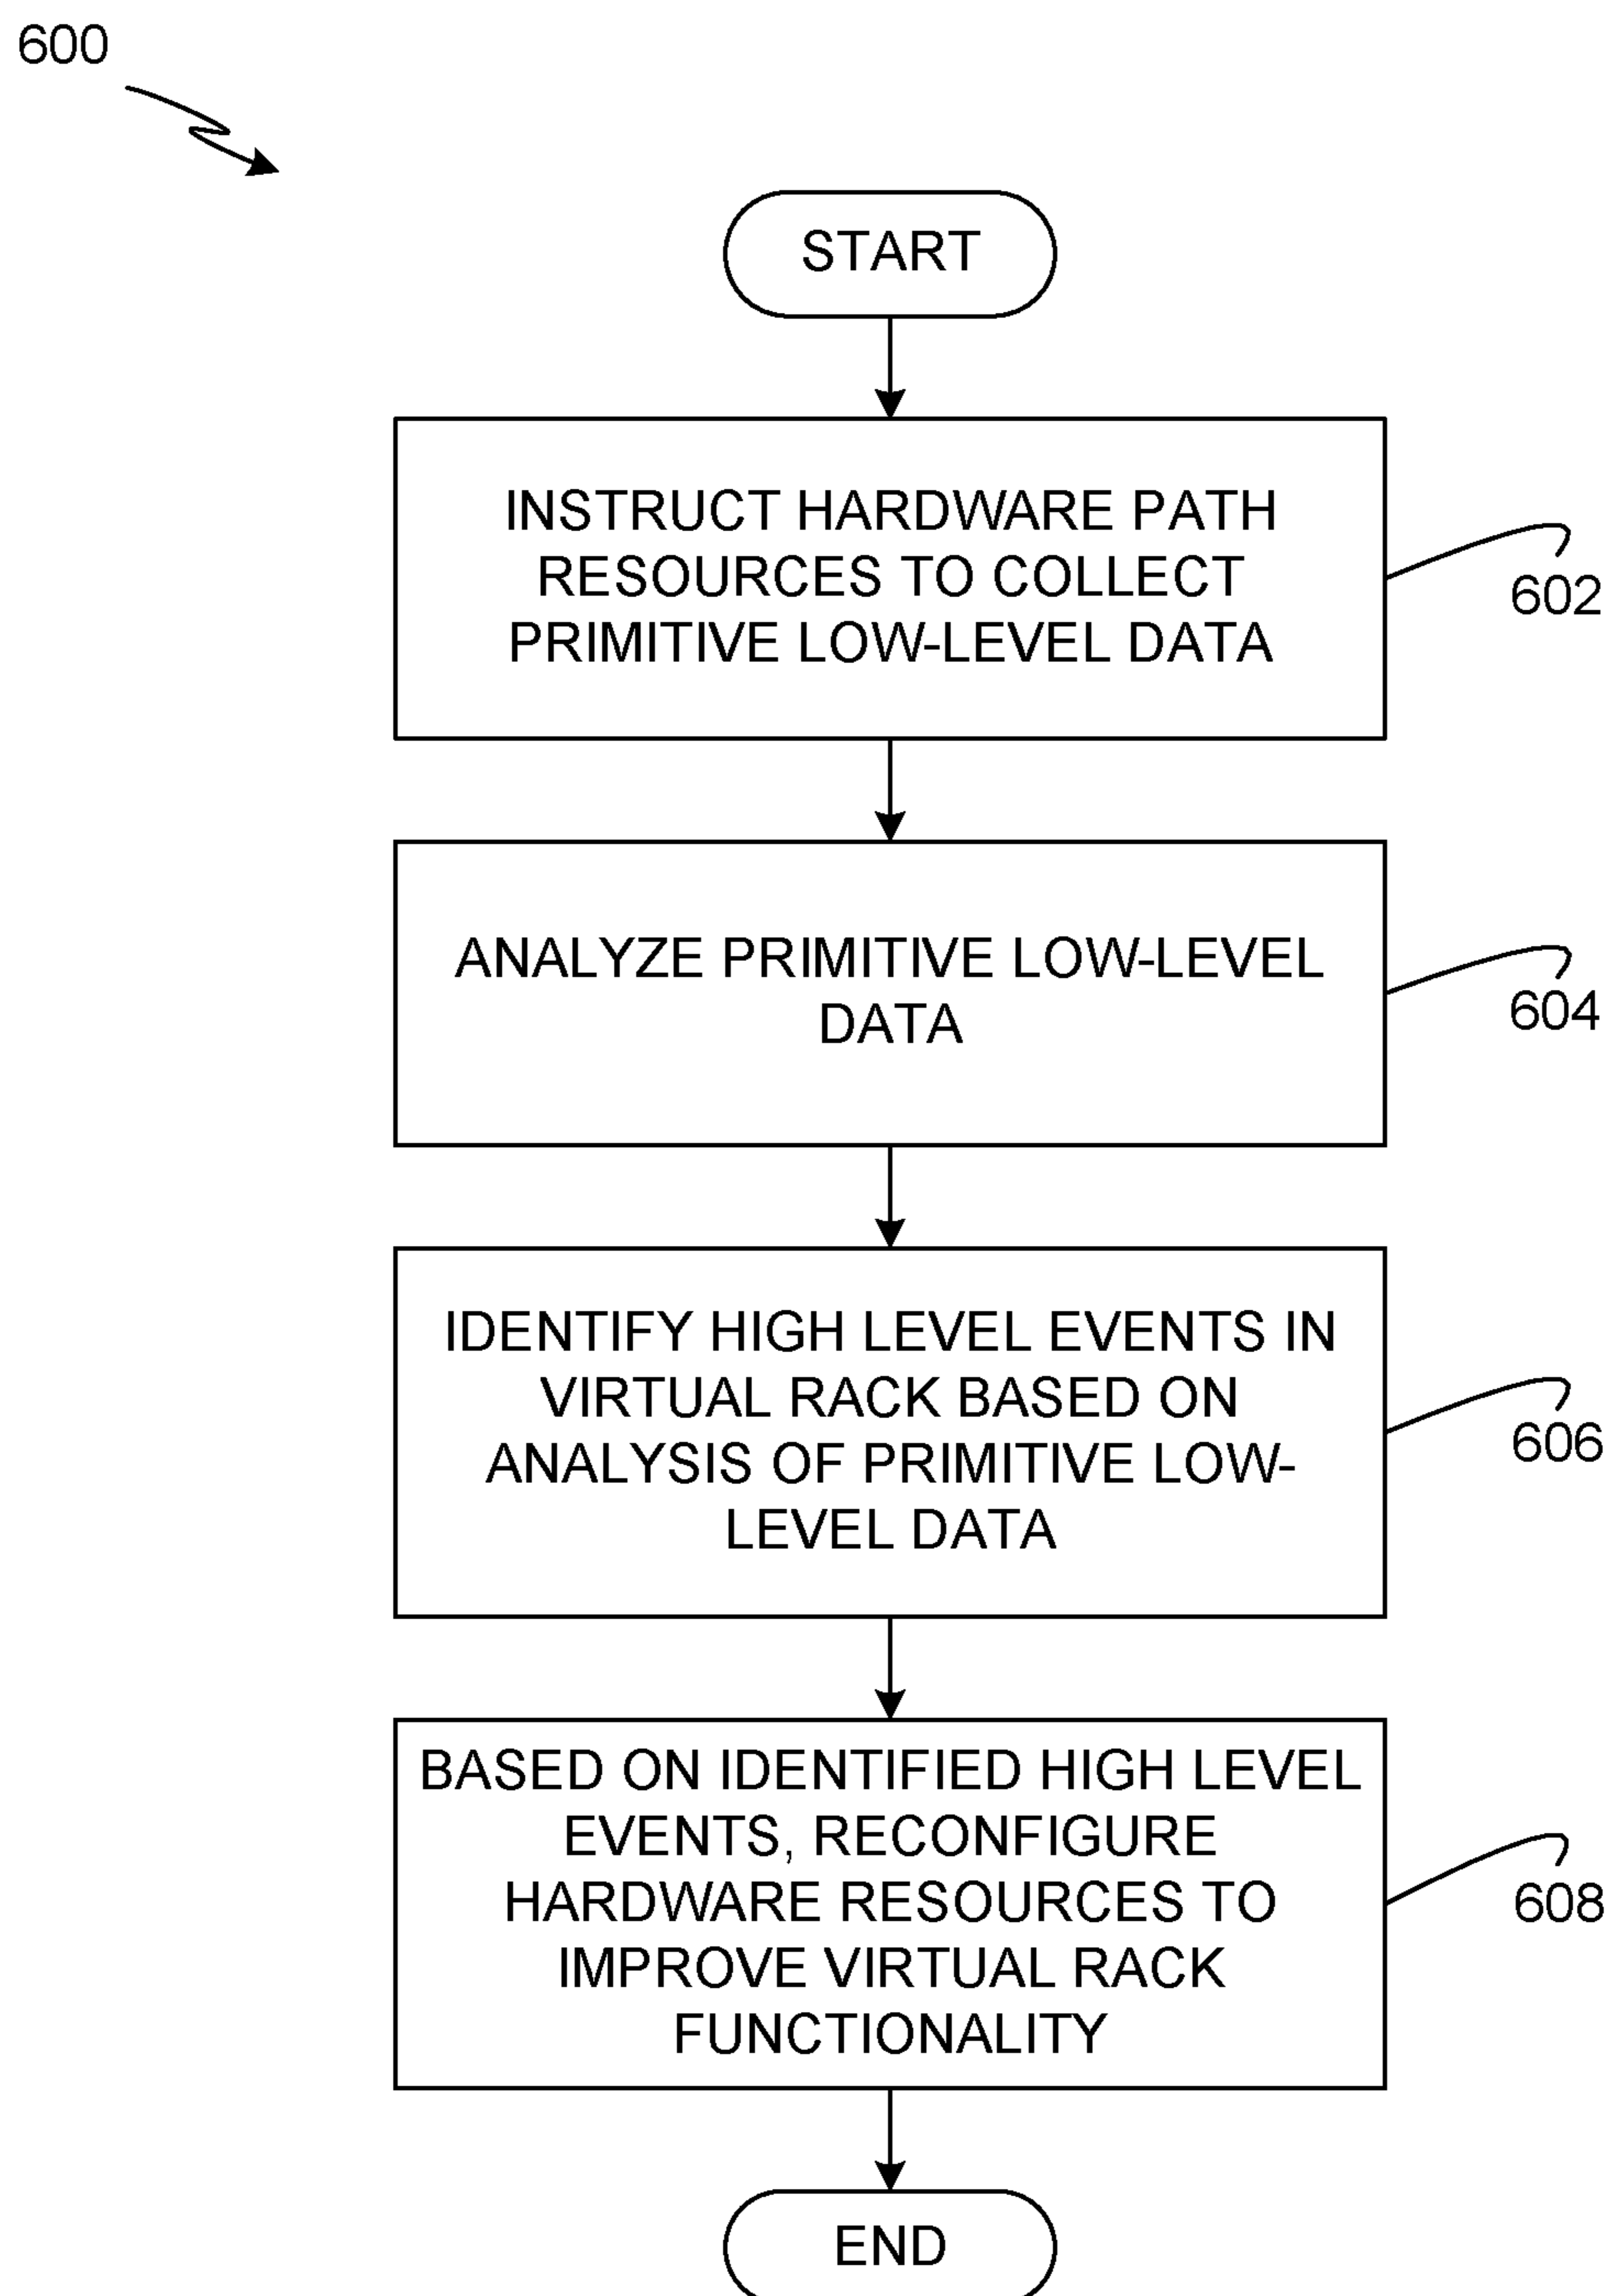 600
START
INSTRUCT HARDWARE PATH
RESOURCES TO COLLECT
PRIMITIVE LOW-LEVEL DATA
602
ANALYZE PRIMITIVE LOW-LEVEL
DATA
604
IDENTIFY HIGH LEVEL EVENTS IN
VIRTUAL RACK BASED ON
ANALYSIS OF PRIMITIVE LOW-
LEVEL DATA
606
BASED ON IDENTIFIED HIGH LEVEL
EVENTS, RECONFIGURE
HARDWARE RESOURCES TO
IMPROVE VIRTUAL RACK
FUNCTIONALITY
608
END